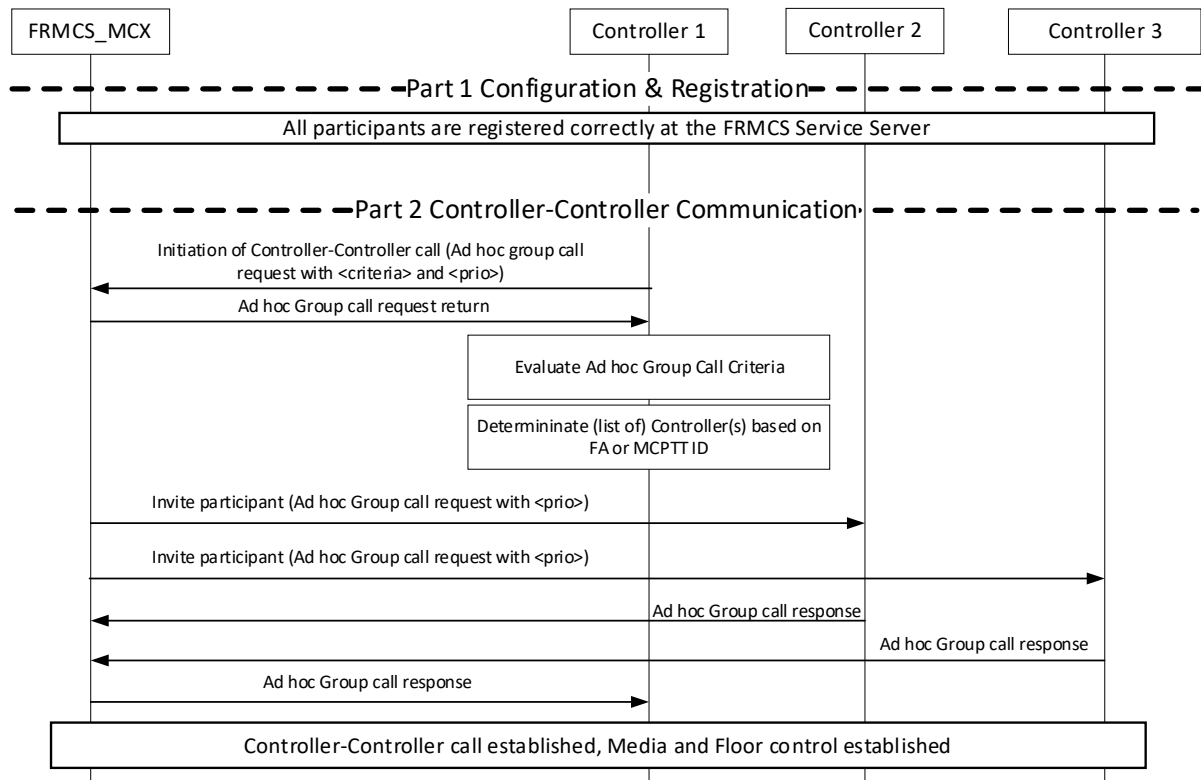 FRMCS_MCX
Controller 1
Controller 2
Controller 3
Part 1 Configuration & Registration
All participants are registered correctly at the FRMCS Service Server
Part 2 Controller-Controller Communication
Initiation of Controller-Controller call (Ad hoc group call
request with <criteria> and <prio>)
Ad hoc Group call request return
Evaluate Ad hoc Group Call Criteria
Determininate (list of) Controller(s) based on
FA or MCPTT ID
Invite participant (Ad hoc Group call request with <prio>)
Invite participant (Ad hoc Group call request with <prio>)
Ad hoc Group call response
Ad hoc Group call response
Ad hoc Group call response
Controller-Controller call established, Media and Floor control established